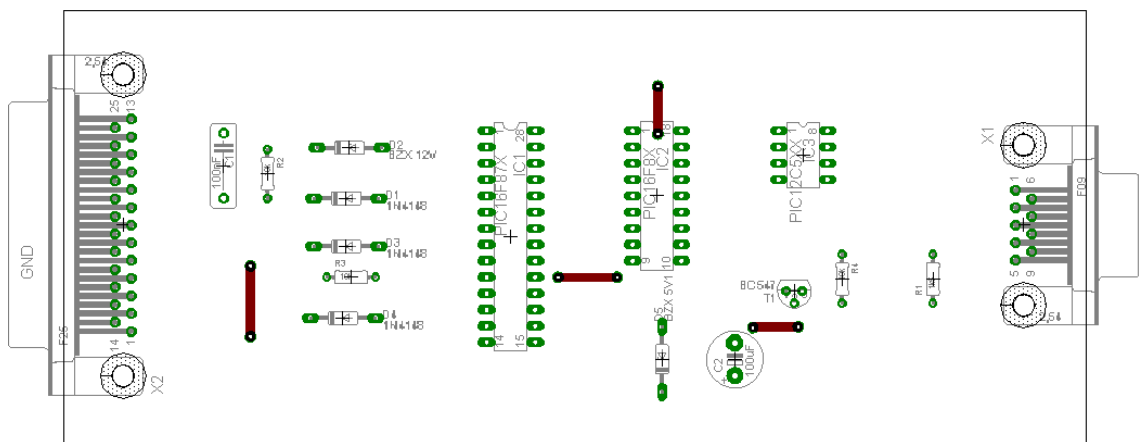 2,54
25
13
GND
F25
14
1
X2
C1
100nF
R2
D2
BZX 12V
D1
1N4148
D3
1N4148
R3
D4
1N4148
1
28
IC1
PIC16F87X
14
15
1
18
IC2
PIC16F8X
9
10
D5
BZX 5V1
1
8
IC3
PIC12C5XX
BC547
T1
C2
100uF
+
R4
R1
X1
1
6
5
9
F09
2,54